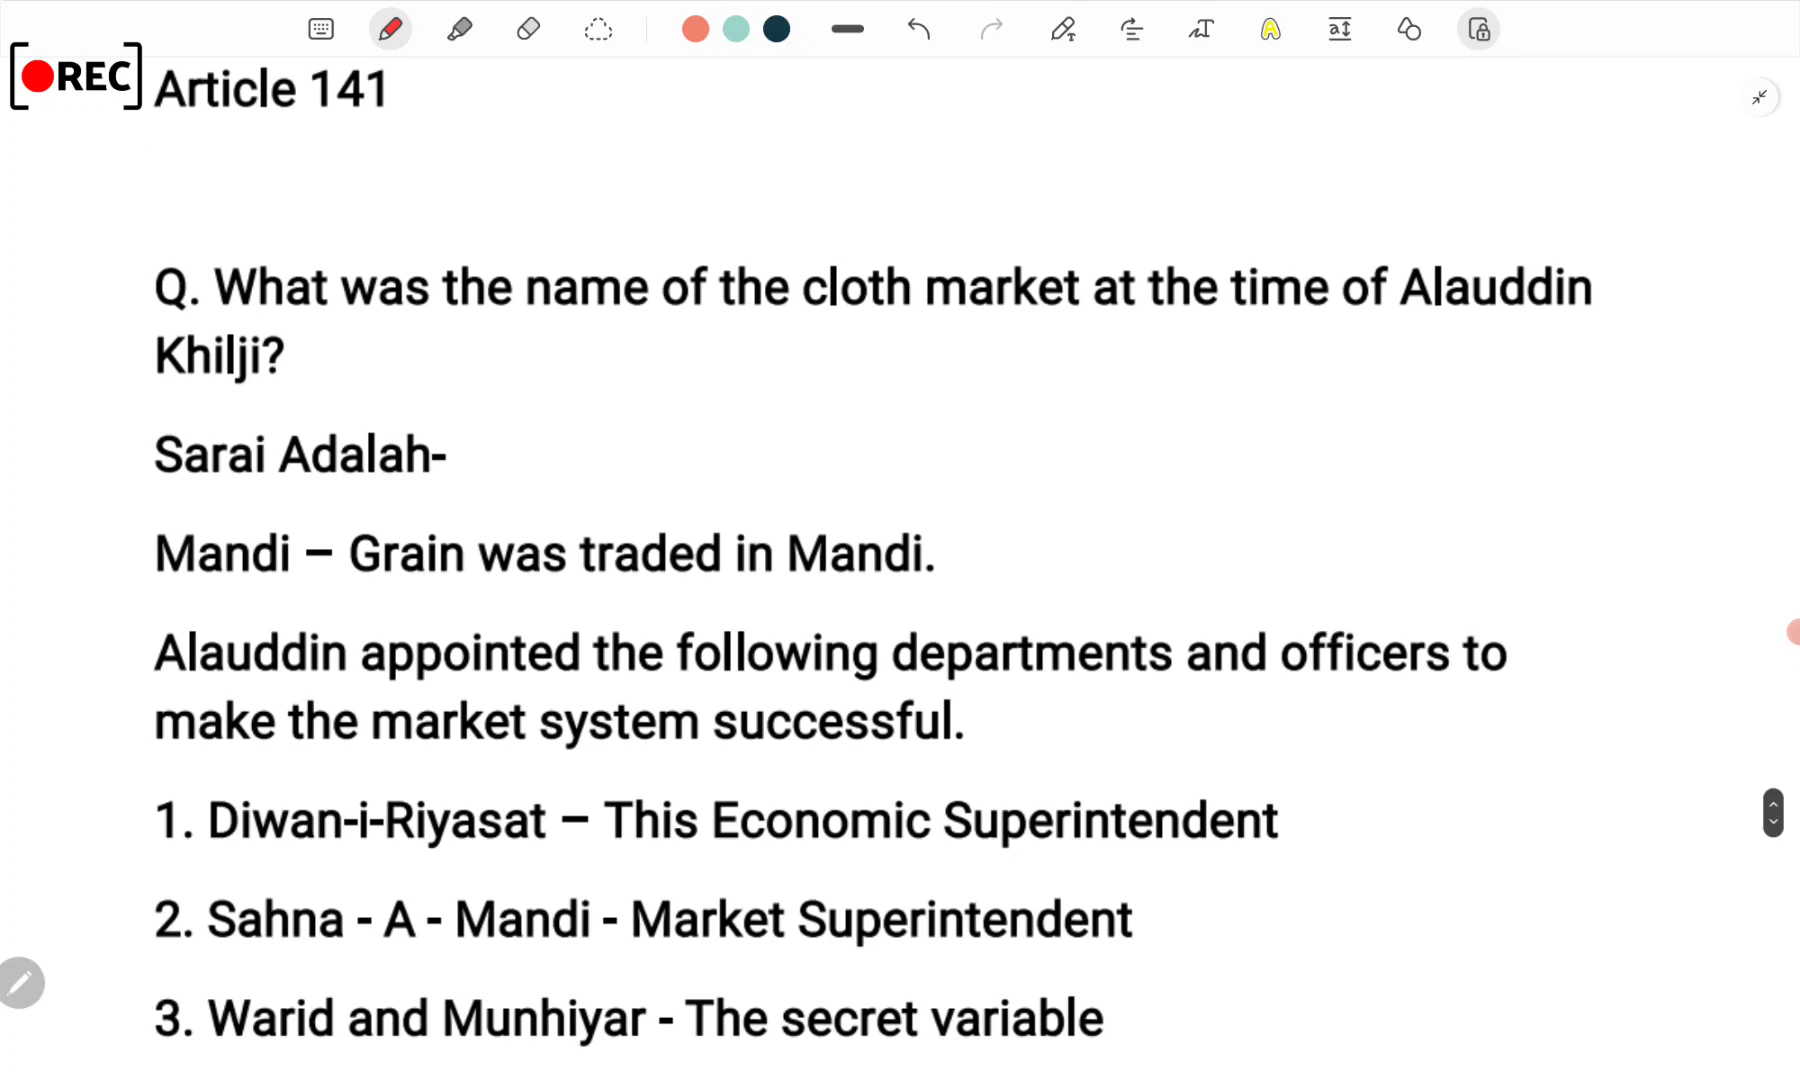 REC
Article 141
Q. What was the name of the cloth market at the time of Alauddin
Khilji?
Sarai Adalah-
Mandi – Grain was traded in Mandi.
Alauddin appointed the following departments and officers to
make the market system successful.
1. Diwan-i-Riyasat – This Economic Superintendent
2. Sahna - A - Mandi - Market Superintendent
3. Warid and Munhiyar - The secret variable